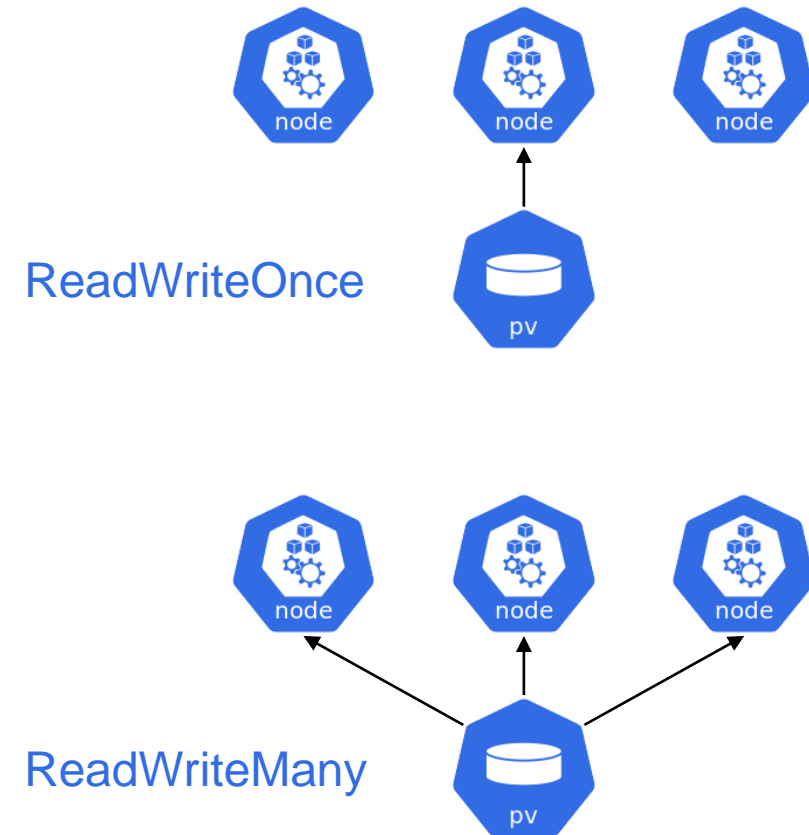 node node node
ReadWriteOnce
pv
node node node
ReadWriteMany
pv